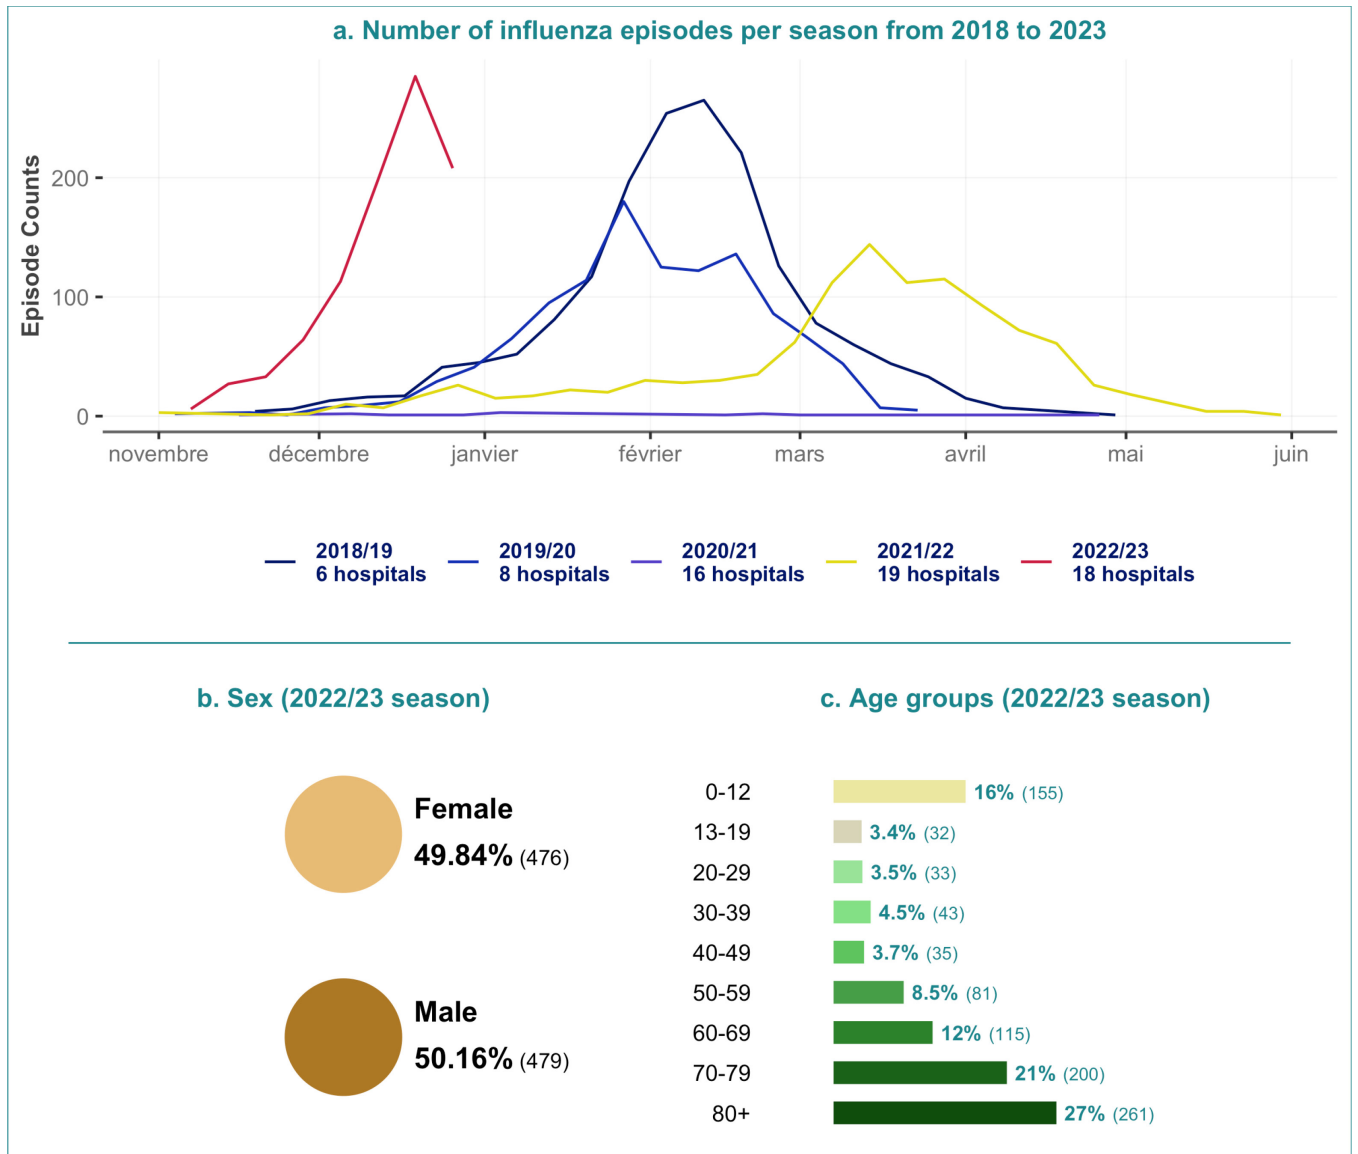 a. Number of influenza episodes per season from 2018 to 2023
Episode Counts
200
100
0
novembre décembre janvier février mars avril mai juin
2018/19 2019/20 2020/21 2021/22 2022/23
6 hospitals 8 hospitals 16 hospitals 19 hospitals 18 hospitals
b. Sex (2022/23 season)
Female
49.84% (476)
Male
50.16% (479)
c. Age groups (2022/23 season)
0-12 16% (155)
13-19 3.4% (32)
20-29 3.5% (33)
30-39 4.5% (43)
40-49 3.7% (35)
50-59 8.5% (81)
60-69 12% (115)
70-79 21% (200)
80+ 27% (261)